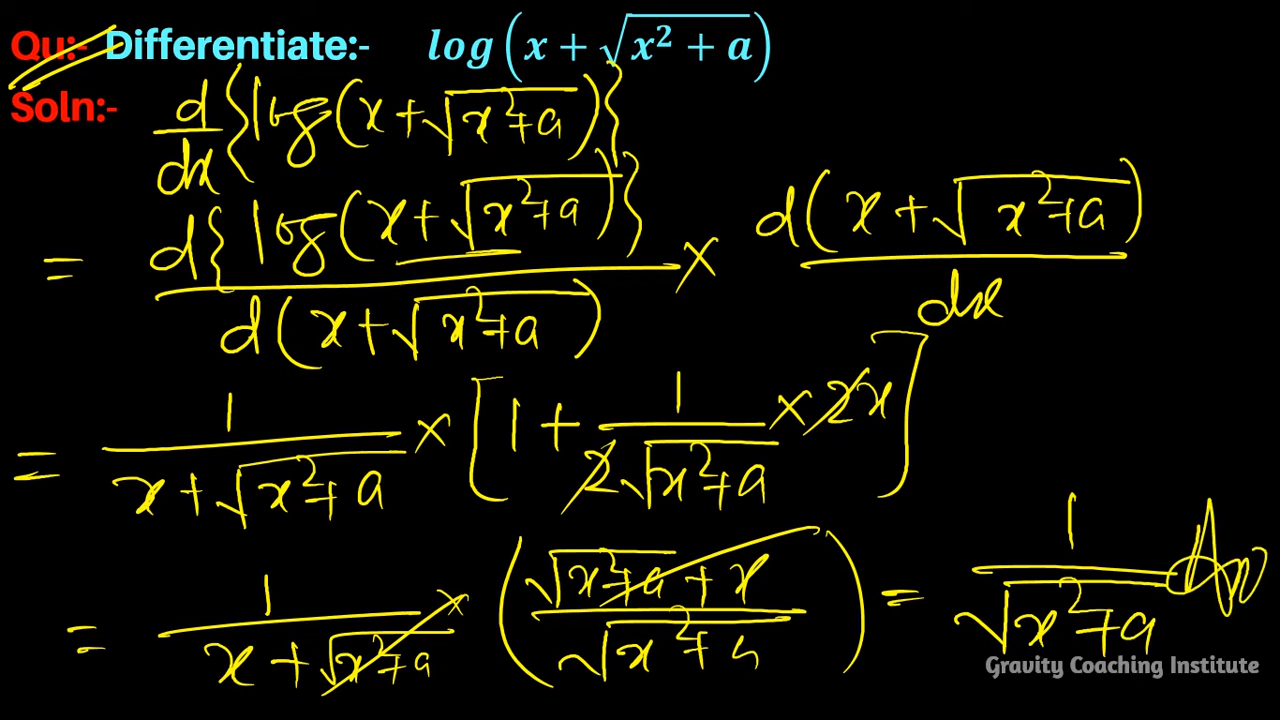 Qu:- Differentiate:- log(x + √(x² + a))
Soln:- d/dx {log(x + √(x²+a))}
= d{log(x + √(x²+a))}/d(x + √(x²+a)) × d(x + √(x²+a))/dx
= 1/(x + √(x²+a)) × [1 + 1/(2√(x²+a)) × 2x]
= 1/(x + √(x²+a)) × ((√(x²+a) + x)/√(x²+a)) = 1/√(x²+a) Ans
Gravity Coaching Institute